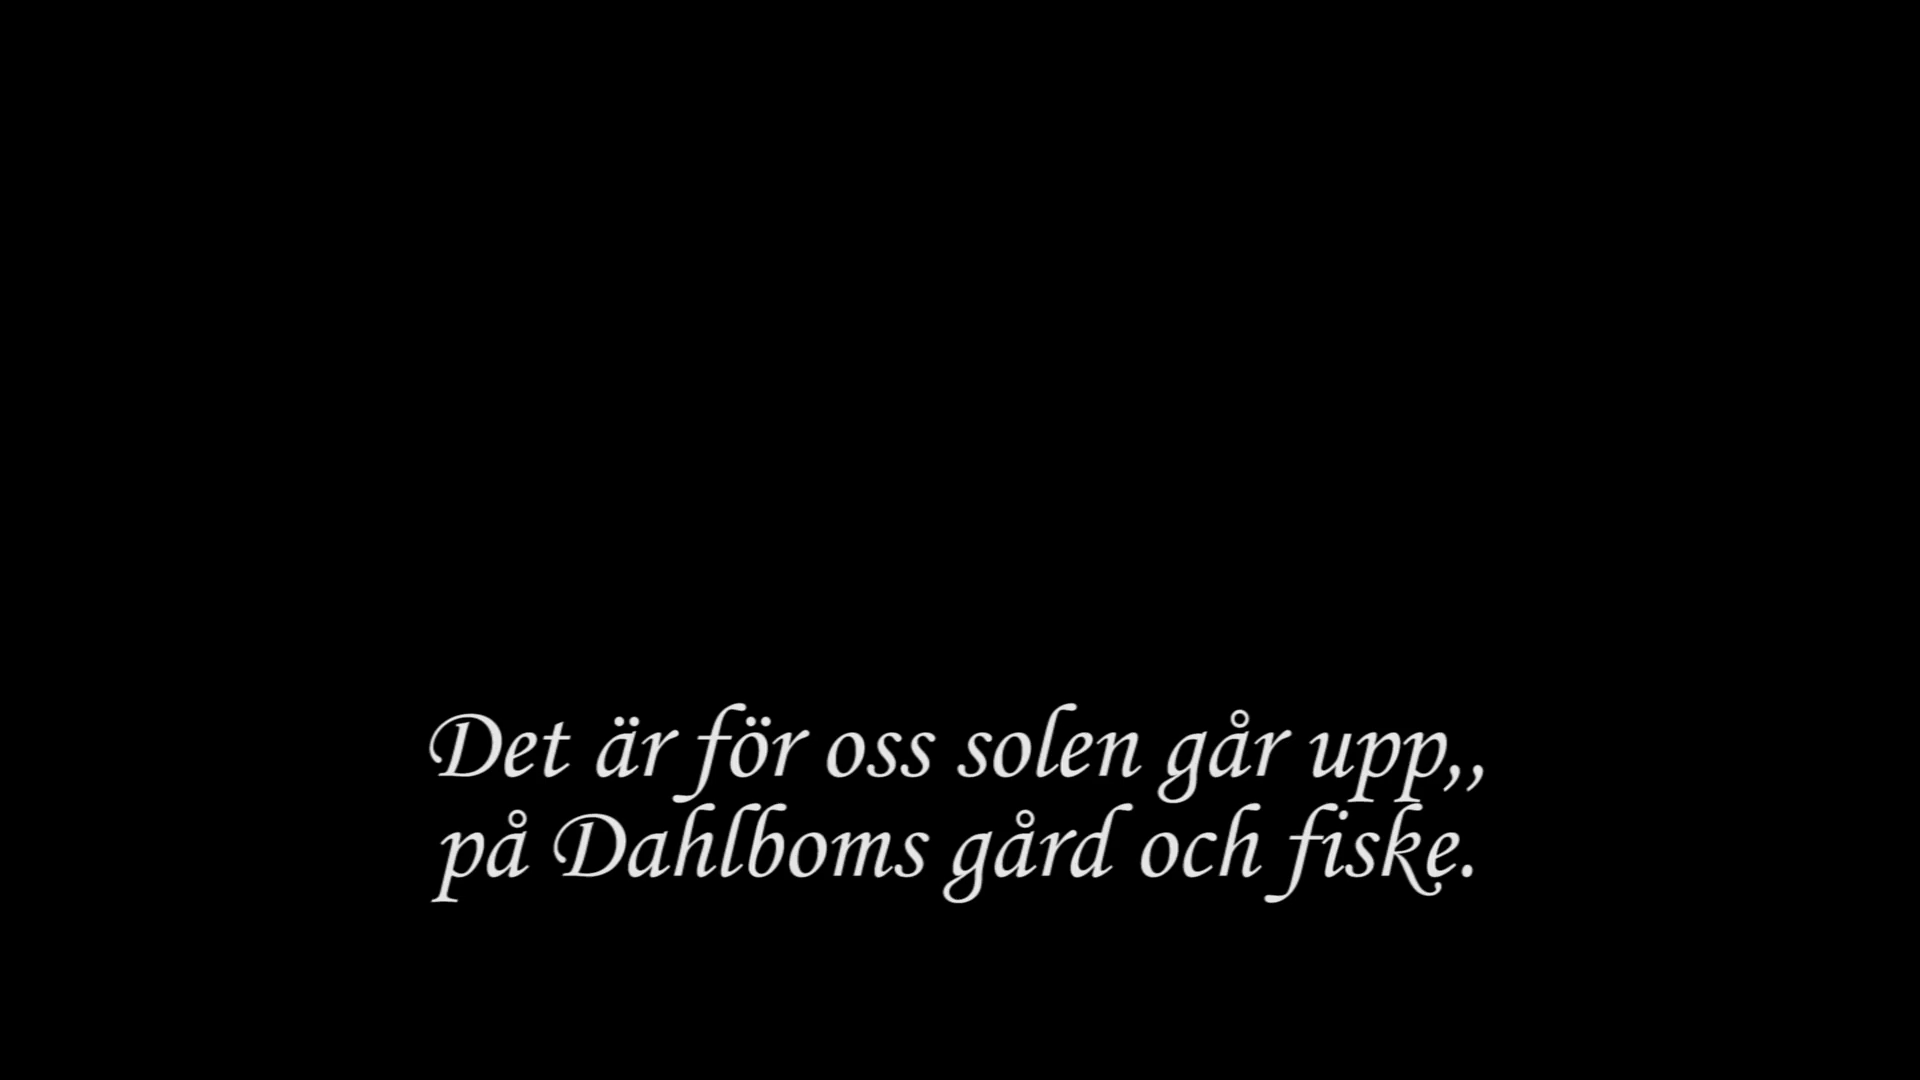 Det är för oss solen går upp,,
på Dahlboms gård och fiske.